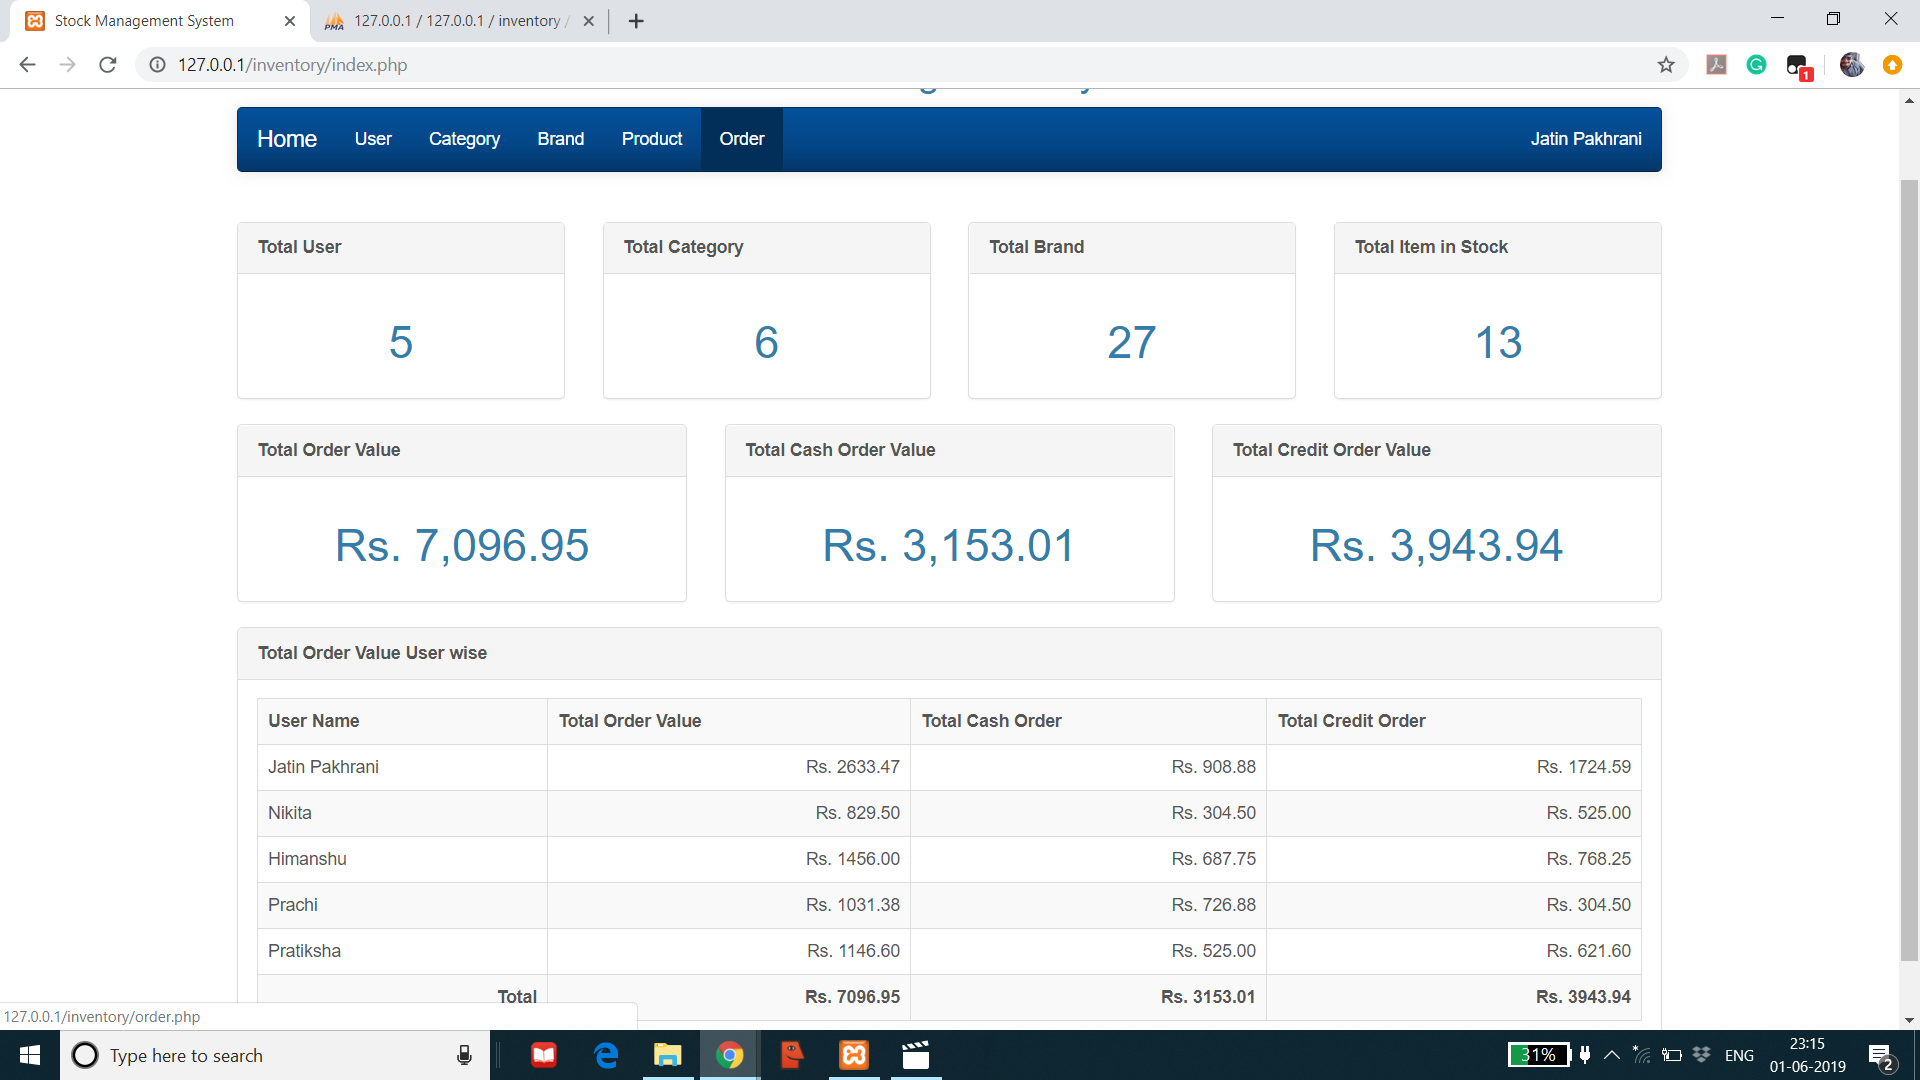 Stock Management System
127.0.0.1 / 127.0.0.1 / inventory /
127.0.0.1/inventory/index.php
1
Home User Category Brand Product Order Jatin Pakhrani
Total User Total Category Total Brand Total Item in Stock
5 6 27 13
Total Order Value Total Cash Order Value Total Credit Order Value
Rs. 7,096.95 Rs. 3,153.01 Rs. 3,943.94
Total Order Value User wise
User Name Total Order Value Total Cash Order Total Credit Order
Jatin Pakhrani Rs. 2633.47 Rs. 908.88 Rs. 1724.59
Nikita Rs. 829.50 Rs. 304.50 Rs. 525.00
Himanshu Rs. 1456.00 Rs. 687.75 Rs. 768.25
Prachi Rs. 1031.38 Rs. 726.88 Rs. 304.50
Pratiksha Rs. 1146.60 Rs. 525.00 Rs. 621.60
Total Rs. 7096.95 Rs. 3153.01 Rs. 3943.94
127.0.0.1/inventory/order.php
Type here to search
31%
ENG
23:15
01-06-2019
2